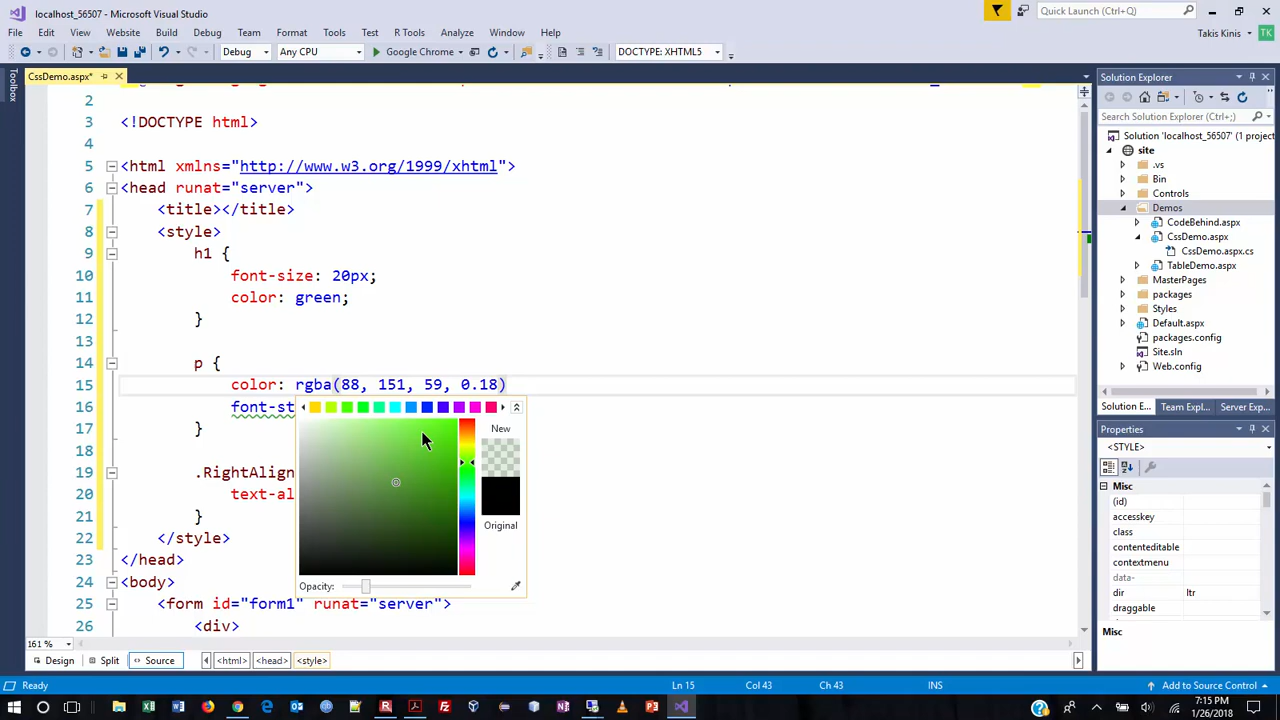 localhost_56507 - Microsoft Visual Studio
Quick Launch (Ctrl+Q)
File Edit View Website Build Debug Team Format Tools Test R Tools Analyze Window Help
Takis Kinis TK
Debug Any CPU Google Chrome DOCTYPE: XHTML5
Toolbox
CssDemo.aspx*
2
3 <!DOCTYPE html>
4
5 <html xmlns="http://www.w3.org/1999/xhtml">
6 <head runat="server">
7 <title></title>
8 <style>
9 h1 {
10 font-size: 20px;
11 color: green;
12 }
13
14 p {
15 color: rgba(88, 151, 59, 0.18)
16 font-st
17 }
18
19 .RightAlign
20 text-al
21 }
22 </style>
23 </head>
24 <body>
25 <form id="form1" runat="server">
26 <div>
New
Original
Opacity:
161 %
Design Split Source <html> <head> <style>
Solution Explorer
Search Solution Explorer (Ctrl+;)
Solution 'localhost_56507' (1 project
site
.vs
Bin
Controls
Demos
CodeBehind.aspx
CssDemo.aspx
CssDemo.aspx.cs
TableDemo.aspx
MasterPages
packages
Styles
Default.aspx
packages.config
Site.sln
Web.config
Solution E... Team Expl... Server Exp...
Properties
<STYLE>
Misc
(id)
accesskey
class
contenteditable
contextmenu
data-
dir ltr
draggable
Misc
Ready Ln 15 Col 43 Ch 43 INS Add to Source Control
7:15 PM
1/26/2018